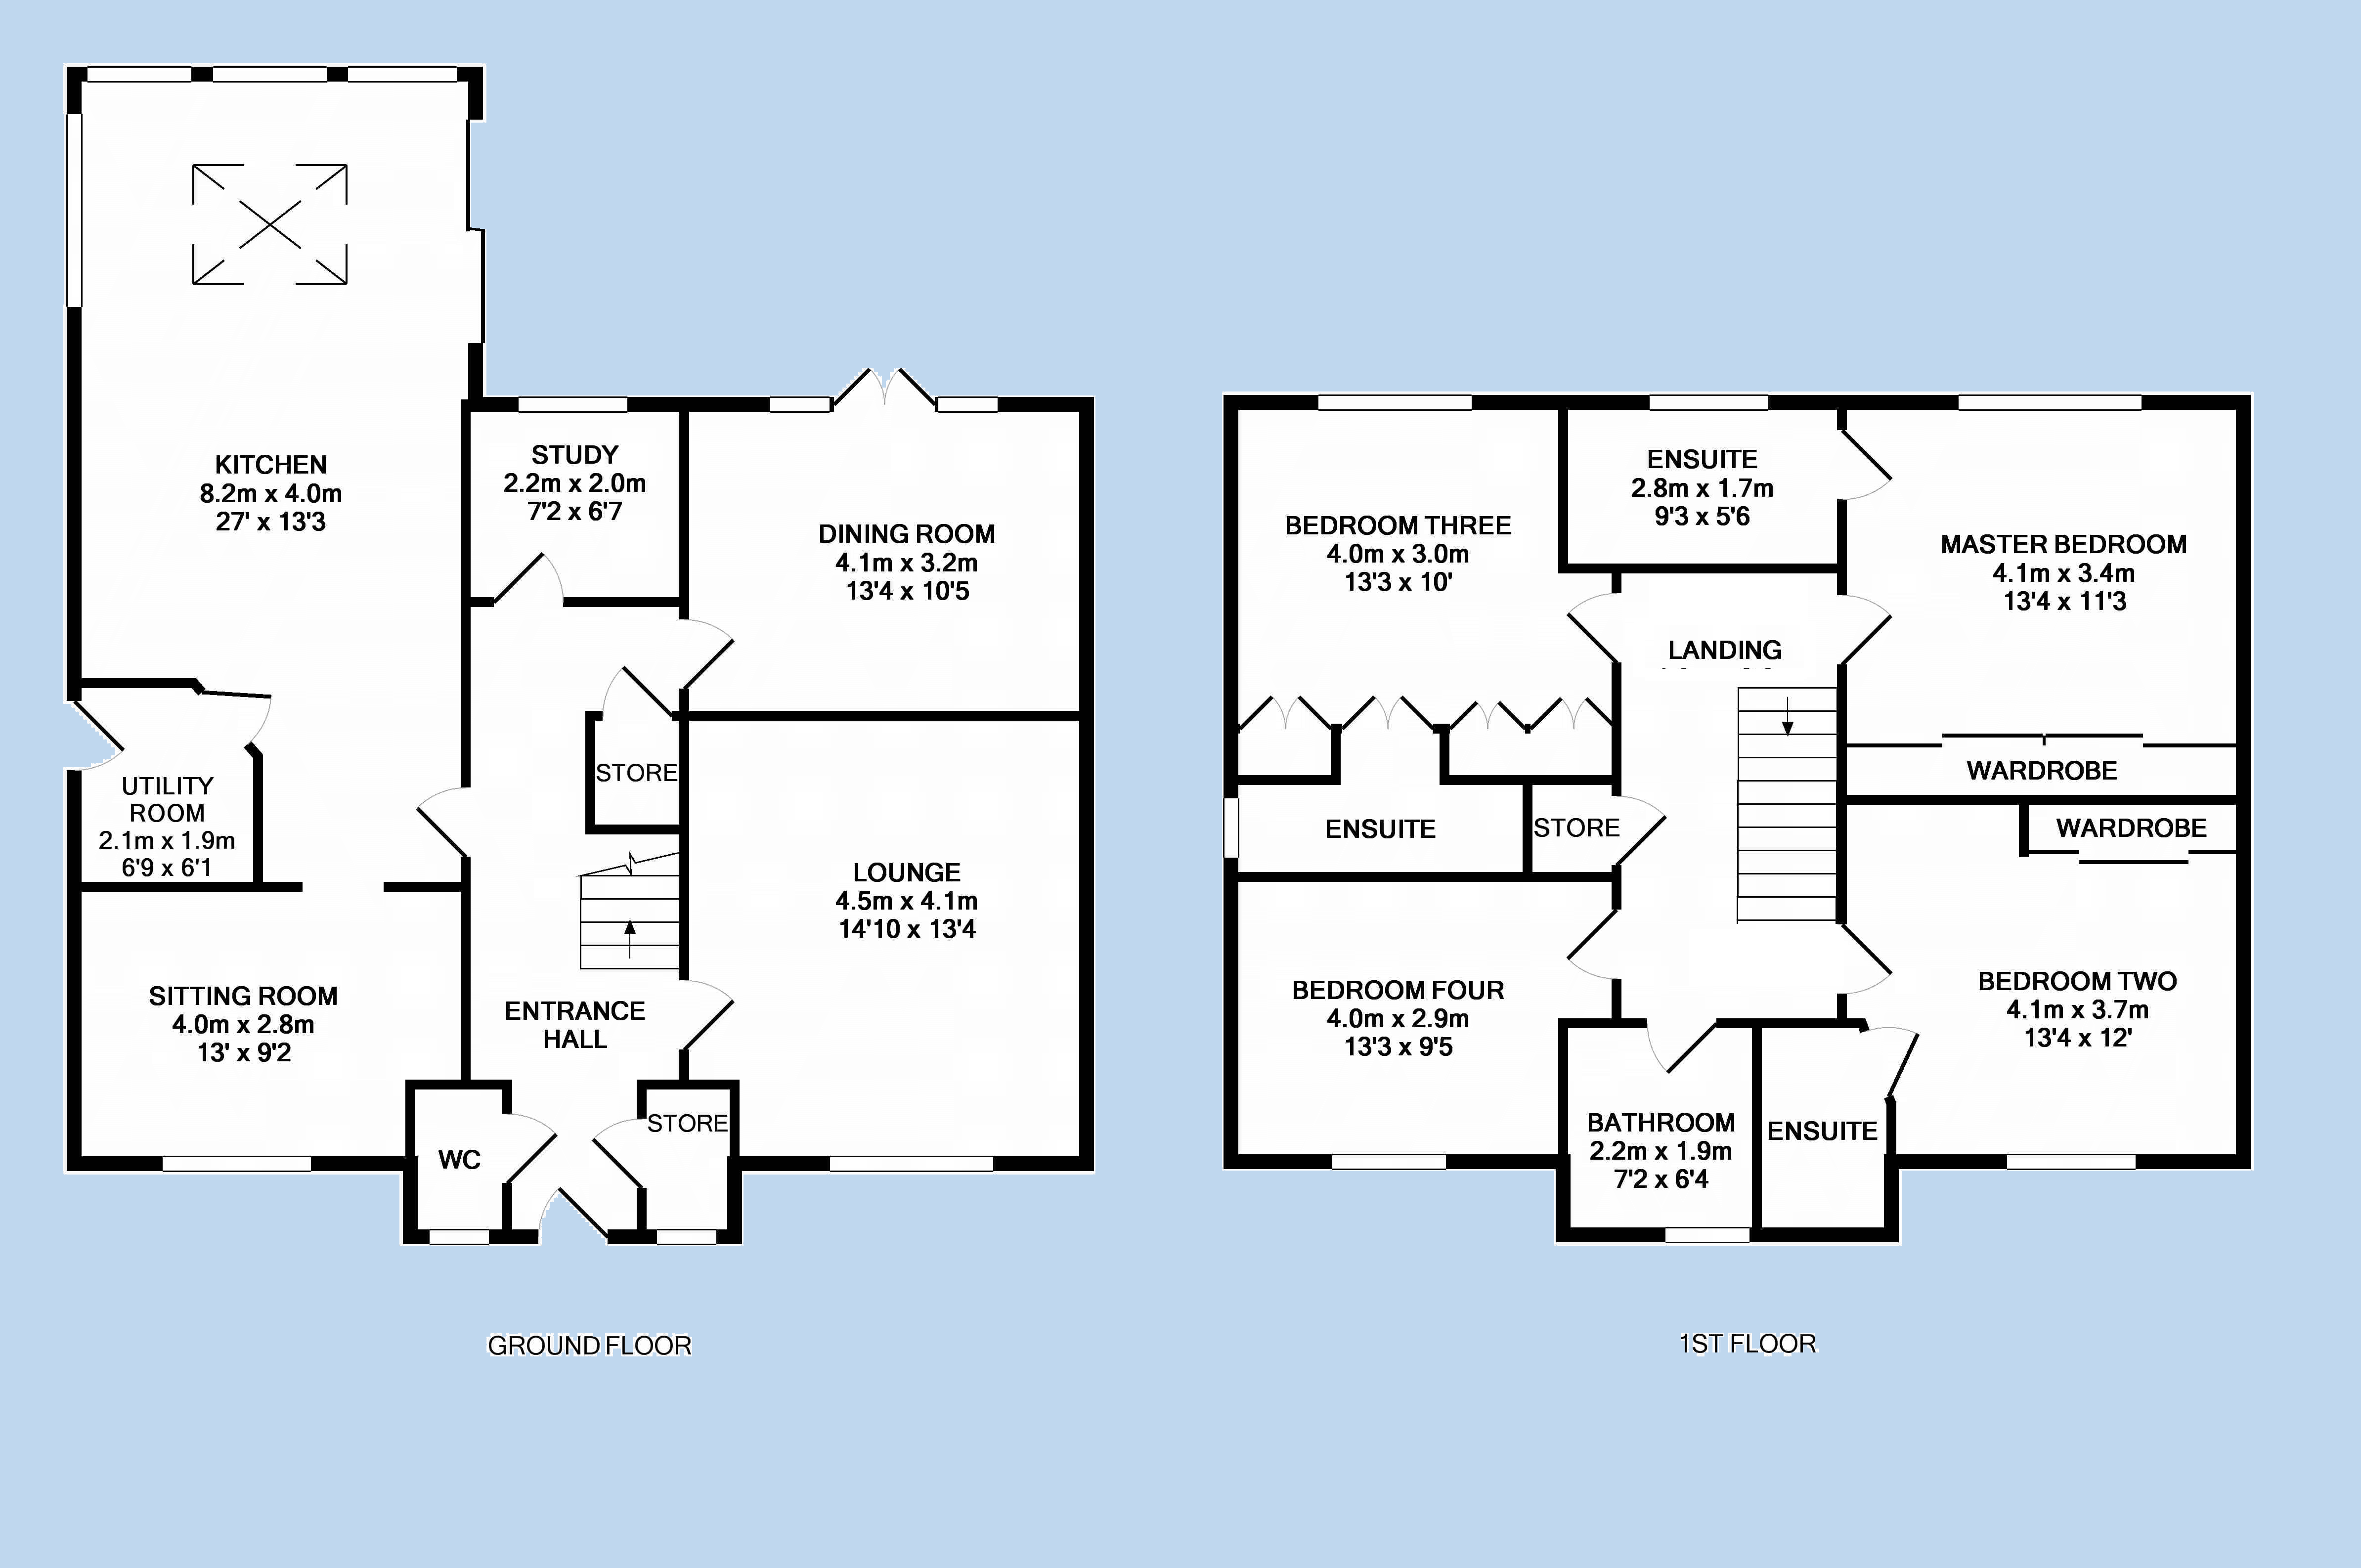 KITCHEN
8.2m x 4.0m
27' x 13'3
STUDY
2.2m x 2.0m
7'2 x 6'7
DINING ROOM
4.1m x 3.2m
13'4 x 10'5
UTILITY
ROOM
2.1m x 1.9m
6'9 x 6'1
STORE
LOUNGE
4.5m x 4.1m
14'10 x 13'4
SITTING ROOM
4.0m x 2.8m
13' x 9'2
ENTRANCE
HALL
WC
STORE
GROUND FLOOR
BEDROOM THREE
4.0m x 3.0m
13'3 x 10'
ENSUITE
2.8m x 1.7m
9'3 x 5'6
MASTER BEDROOM
4.1m x 3.4m
13'4 x 11'3
LANDING
WARDROBE
ENSUITE
STORE
WARDROBE
BEDROOM FOUR
4.0m x 2.9m
13'3 x 9'5
BEDROOM TWO
4.1m x 3.7m
13'4 x 12'
BATHROOM
2.2m x 1.9m
7'2 x 6'4
ENSUITE
1ST FLOOR